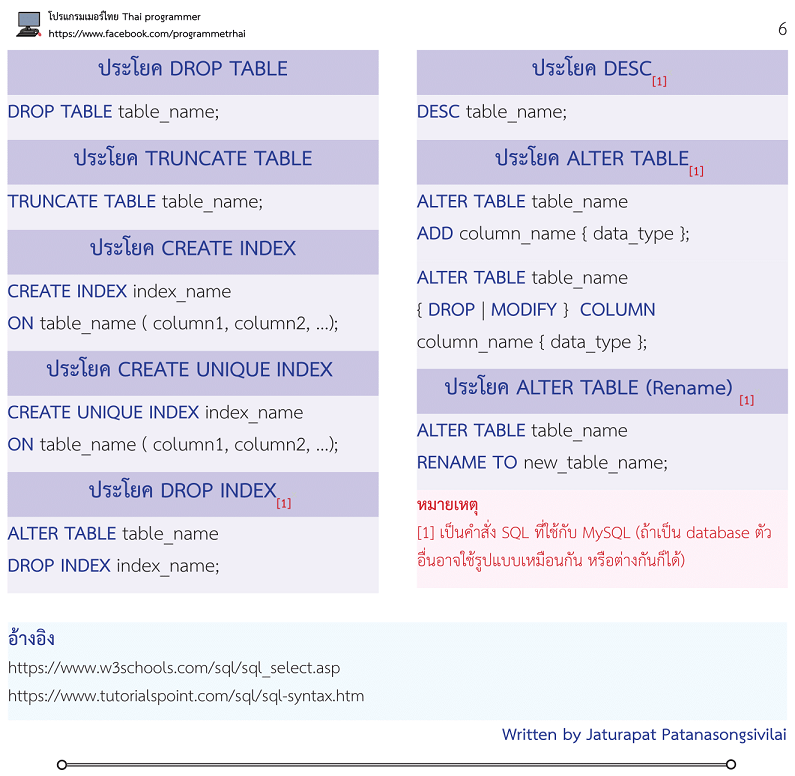 โปรแกรมเมอร์ไทย Thai programmer
https://www.facebook.com/programmetrhai
6
ประโยค DROP TABLE
DROP TABLE table_name;
ประโยค TRUNCATE TABLE
TRUNCATE TABLE table_name;
ประโยค CREATE INDEX
CREATE INDEX index_name
ON table_name ( column1, column2, ...);
ประโยค CREATE UNIQUE INDEX
CREATE UNIQUE INDEX index_name
ON table_name ( column1, column2, ...);
ประโยค DROP INDEX[1]
ALTER TABLE table_name
DROP INDEX index_name;
ประโยค DESC[1]
DESC table_name;
ประโยค ALTER TABLE[1]
ALTER TABLE table_name
ADD column_name { data_type };
ALTER TABLE table_name
{ DROP | MODIFY } COLUMN
column_name { data_type };
ประโยค ALTER TABLE (Rename) [1]
ALTER TABLE table_name
RENAME TO new_table_name;
หมายเหตุ
[1] เป็นคำสั่ง SQL ที่ใช้กับ MySQL (ถ้าเป็น database ตัว
อื่นอาจใช้รูปแบบเหมือนกัน หรือต่างกันก็ได้)
อ้างอิง
https://www.w3schools.com/sql/sql_select.asp
https://www.tutorialspoint.com/sql/sql-syntax.htm
Written by Jaturapat Patanasongsivilai